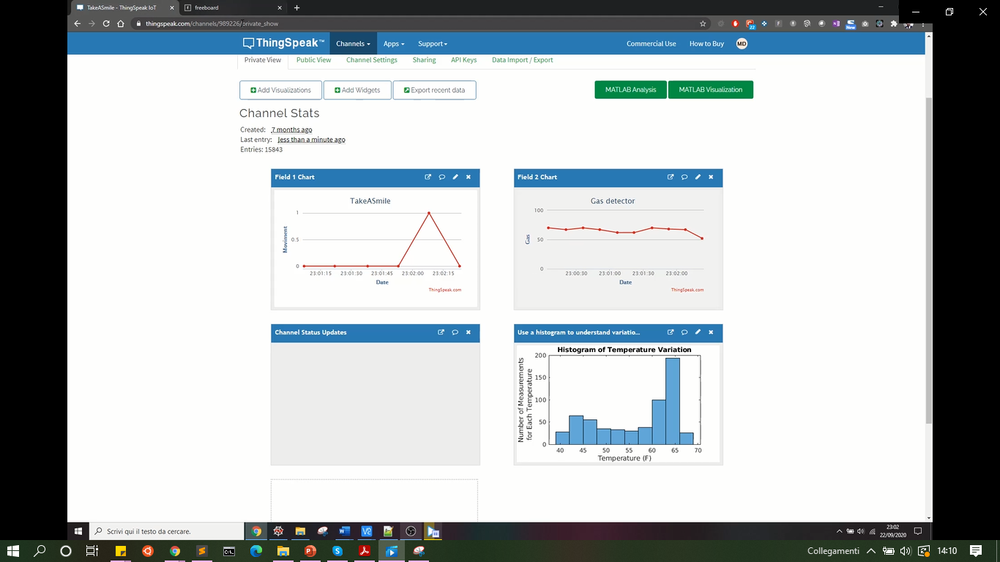 TakeASmile - ThingSpeak IoT
freeboard
thingspeak.com/channels/989226/private_show
22
New
ThingSpeak™
Channels
Apps
Support
Commercial Use
How to Buy
MD
Private View
Public View
Channel Settings
Sharing
API Keys
Data Import / Export
Add Visualizations
Add Widgets
Export recent data
MATLAB Analysis
MATLAB Visualization
Channel Stats
Created: 7 months ago
Last entry: less than a minute ago
Entries: 15843
Field 1 Chart
TakeASmile
Moviment
1
0.5
0
23:01:15 23:01:30 23:01:45 23:02:00 23:02:15
Date
ThingSpeak.com
Field 2 Chart
Gas detector
Gas
100
50
0
23:00:30 23:01:00 23:01:30 23:02:00
Date
ThingSpeak.com
Channel Status Updates
Use a histogram to understand variatio...
Histogram of Temperature Variation
Number of Measurements
for Each Temperature
200
150
100
50
0
40 45 50 55 60 65 70
Temperature (F)
Scrivi qui il testo da cercare.
23:02
22/09/2020
Collegamenti
14:10